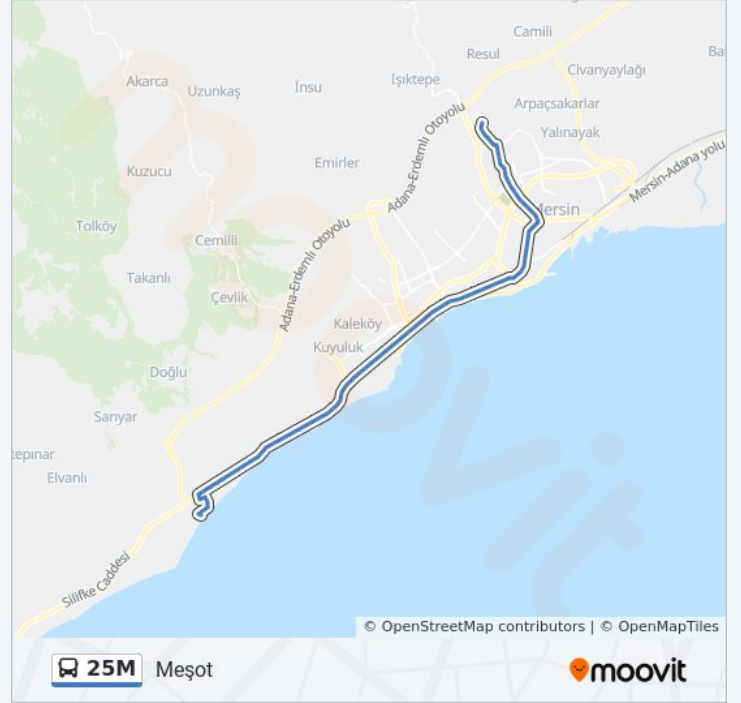 Camili
Resul
Ba
Civanyaylağı
Akarca
Uzunkaş
İnsu
Işıktepe
Arpaçsakarlar
Yalınayak
Adana-Erdemli Otoyolu
Emirler
Kuzucu
Mersin-Adana yolu
Mersin
Tolköy
Cemilli
Adana-Erdemli Otoyolu
Takanlı
Çevlik
Kaleköy
Kuyuluk
Doğlu
Sarıyar
tepınar
Elvanlı
Silifke Caddesi
moovit
© OpenStreetMap contributors | © OpenMapTiles
25M Meşot
moovit